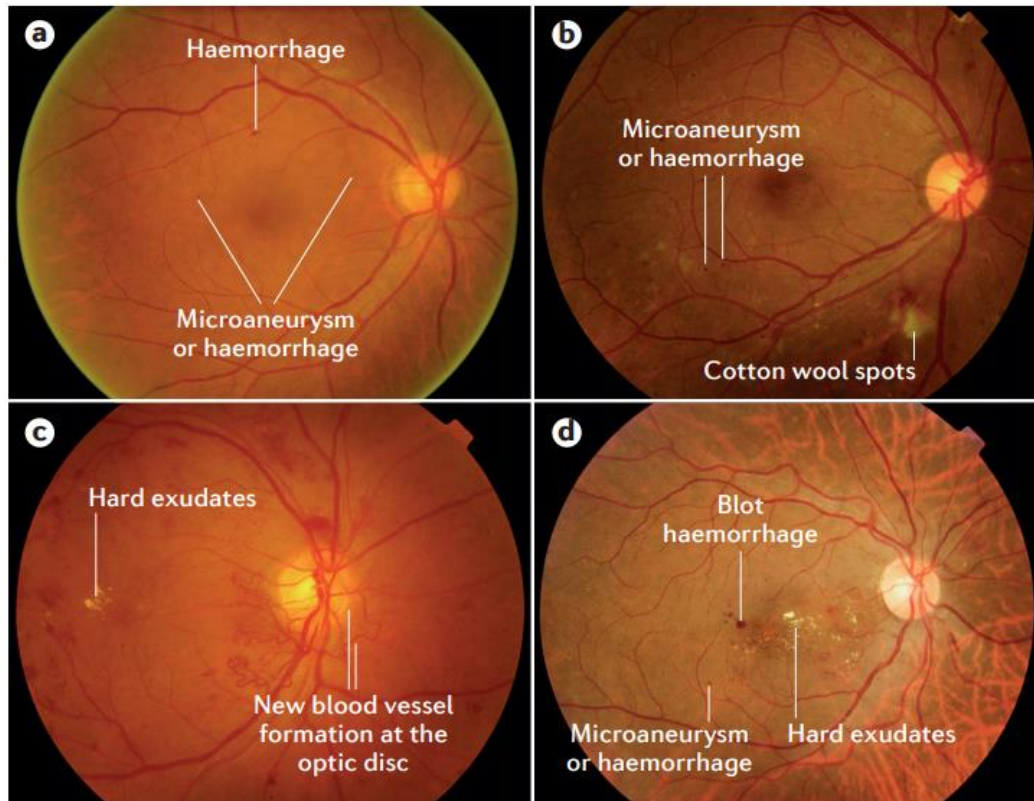 a
Haemorrhage
Microaneurysm
or haemorrhage
b
Microaneurysm
or haemorrhage
Cotton wool spots
c
Hard exudates
New blood vessel
formation at the
optic disc
d
Blot
haemorrhage
Microaneurysm
or haemorrhage
Hard exudates